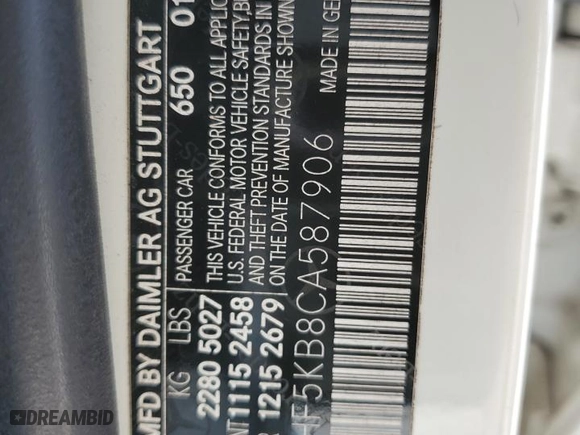 MFD BY DAIMLER AG STUTTGART
650 01
PASSENGER CAR
KG LBS
THIS VEHICLE CONFORMS TO ALL APPLIC
2280 5027
U.S. FEDERAL MOTOR VEHICLE SAFETY,
1115 2458
AND THEFT PREVENTION STANDARDS IN
1215 2679
ON THE DATE OF MANUFACTURE SHOWN
MADE IN GE
F5KB8CA587906
DREAMBID